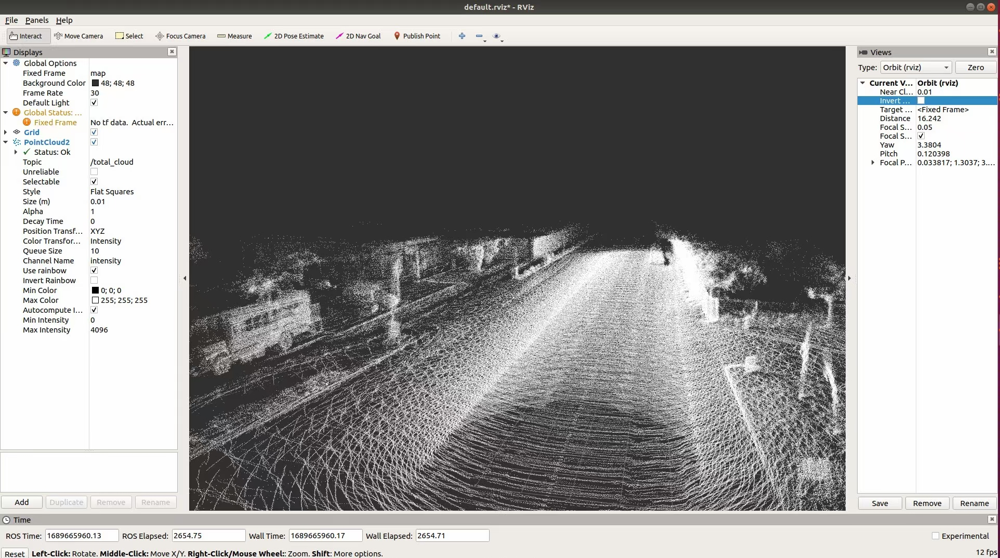 default.rviz* - RViz
File Panels Help
Interact Move Camera Select Focus Camera Measure 2D Pose Estimate 2D Nav Goal Publish Point
Displays
Global Options
Fixed Frame map
Background Color 48; 48; 48
Frame Rate 30
Default Light
Global Status: ...
Fixed Frame No tf data. Actual err...
Grid
PointCloud2
Status: Ok
Topic /total_cloud
Unreliable
Selectable
Style Flat Squares
Size (m) 0.01
Alpha 1
Decay Time 0
Position Transf... XYZ
Color Transfor... Intensity
Queue Size 10
Channel Name intensity
Use rainbow
Invert Rainbow
Min Color 0; 0; 0
Max Color 255; 255; 255
Autocompute I...
Min Intensity 0
Max Intensity 4096
Add Duplicate Remove Rename
Views
Type: Orbit (rviz) Zero
Current V... Orbit (rviz)
Near Cl... 0.01
Invert ...
Target ... <Fixed Frame>
Distance 16.242
Focal S... 0.05
Focal S...
Yaw 3.3804
Pitch 0.120398
Focal P... 0.033817; 1.3037; 3....
Save Remove Rename
Time
ROS Time: 1689665960.13 ROS Elapsed: 2654.75 Wall Time: 1689665960.17 Wall Elapsed: 2654.71 Experimental
Reset Left-Click: Rotate. Middle-Click: Move X/Y. Right-Click/Mouse Wheel:: Zoom. Shift: More options. 12 fps